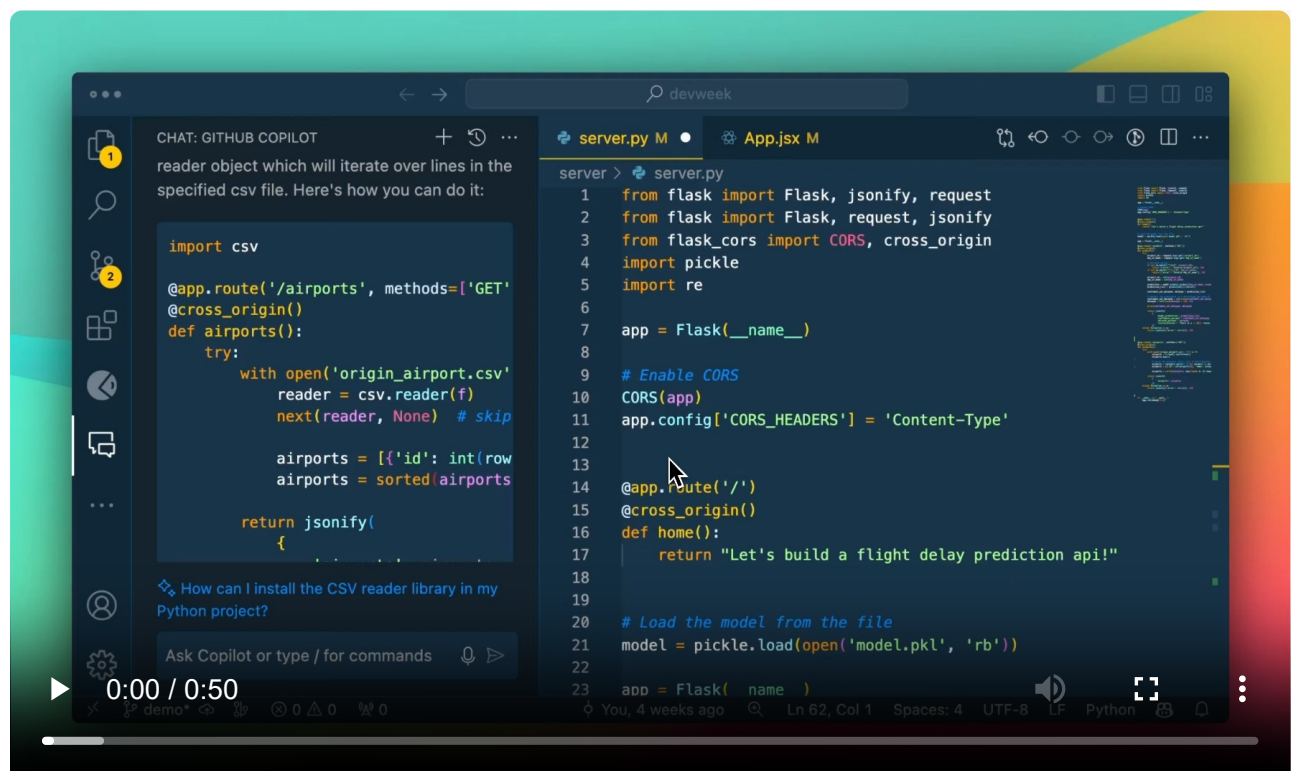 devweek
1
2
CHAT: GITHUB COPILOT
reader object which will iterate over lines in the
specified csv file. Here's how you can do it:
import csv
@app.route('/airports', methods=['GET'
@cross_origin()
def airports():
try:
with open('origin_airport.csv'
reader = csv.reader(f)
next(reader, None)  # skip
airports = [{'id': int(row
airports = sorted(airports
return jsonify(
{
How can I install the CSV reader library in my
Python project?
Ask Copilot or type / for commands
server.py M
App.jsx M
server > server.py
1 from flask import Flask, jsonify, request
2 from flask import Flask, request, jsonify
3 from flask_cors import CORS, cross_origin
4 import pickle
5 import re
6
7 app = Flask(__name__)
8
9 # Enable CORS
10 CORS(app)
11 app.config['CORS_HEADERS'] = 'Content-Type'
12
13
14 @app.route('/')
15 @cross_origin()
16 def home():
17 return "Let's build a flight delay prediction api!"
18
19
20 # Load the model from the file
21 model = pickle.load(open('model.pkl', 'rb'))
22
23 app = Flask(__name__)
0:00 / 0:50
demo* 0 0 0 You, 4 weeks ago Ln 62, Col 1 Spaces: 4 UTF-8 LF Python